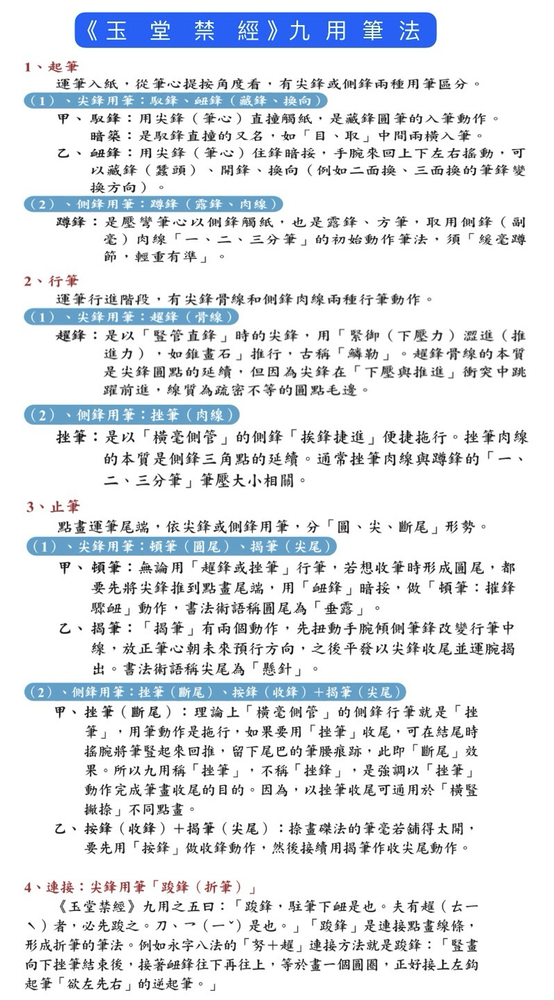 《玉 堂 禁 經》九 用 筆 法
1、起筆
運筆入紙，從筆心提按角度看，有尖鋒或側鋒兩種用筆區分。
（1）、尖鋒用筆：馭鋒、衄鋒（藏鋒、換向）
甲、馭鋒：用尖鋒（筆心）直撞觸紙，是藏鋒圓筆的入筆動作。
暗築：是馭鋒直撞的又名，如「目、取」中間兩橫入筆。
乙、衄鋒：用尖鋒（筆心）住鋒暗挼，手腕來回上下左右搖動，可
以藏鋒（蠶頭）、開鋒、換向（例如二面換、三面換的筆鋒變
換方向）。
（2）、側鋒用筆：蹲鋒（露鋒、肉線）
蹲鋒：是壓彎筆心以側鋒觸紙，也是露鋒、方筆，取用側鋒（副
毫）肉線「一、二、三分筆」的初始動作筆法，須「緩毫蹲
節，輕重有準」。
2、行筆
運筆行進階段，有尖鋒骨線和側鋒肉線兩種行筆動作。
（1）、尖鋒用筆：趯鋒（骨線）
趯鋒：是以「豎管直鋒」時的尖鋒，用「緊御（下壓力）澀進（推
進力），如錐畫石」推行，古稱「鱗勒」。趯鋒骨線的本質
是尖鋒圓點的延續，但因為尖鋒在「下壓與推進」衝突中跳
躍前進，線質為疏密不等的圓點毛邊。
（2）、側鋒用筆：挫筆（肉線）
挫筆：是以「橫毫側管」的側鋒「挨鋒捷進」便捷拖行。挫筆肉線
的本質是側鋒三角點的延續。通常挫筆肉線與蹲鋒的「一、
二、三分筆」筆壓大小相關。
3、止筆
點畫運筆尾端，依尖鋒或側鋒用筆，分「圓、尖、斷尾」形勢。
（1）、尖鋒用筆：頓筆（圓尾）、揭筆（尖尾）
甲、頓筆：無論用「趯鋒或挫筆」行筆，若想收筆時形成圓尾，都
要先將尖鋒推到點畫尾端，用「衄鋒」暗挼，做「頓筆：摧鋒
驟衄」動作，書法術語稱圓尾為「垂露」。
乙、揭筆：「揭筆」有兩個動作，先扭動手腕傾側筆鋒改變行筆中
線，放正筆心朝未來預行方向，之後平發以尖鋒收尾並運腕揭
出。書法術語稱尖尾為「懸針」。
（2）、側鋒用筆：挫筆（斷尾）、按鋒（收鋒）＋揭筆（尖尾）
甲、挫筆（斷尾）：理論上「橫毫側管」的側鋒行筆就是「挫
筆」，用筆動作是拖行，如果要用「挫筆」收尾，可在結尾時
搖腕將筆豎起來回推，留下尾巴的筆腰痕跡，此即「斷尾」效
果。所以九用稱「挫筆」，不稱「挫鋒」，是強調以「挫筆」
動作完成筆畫收尾的目的。因為，以挫筆收尾可通用於「橫豎
撇捺」不同點畫。
乙、按鋒（收鋒）＋揭筆（尖尾）：捺畫磔法的筆毫若舖得太開，
要先用「按鋒」做收鋒動作，然後接續用揭筆作收尖尾動作。
4、連接：尖鋒用筆「踆鋒（折筆）」
《玉堂禁經》九用之五曰：「踆鋒，駐筆下衄是也。夫有趯（ㄊㄧ
ˋ）者，必先踆之。刀、乛（ㄧˇ）是也。」「踆鋒」是連接點畫線條，
形成折筆的筆法。例如永字八法的「努＋趯」連接方法就是踆鋒：「豎畫
向下挫筆結束後，接著衄鋒往下再往上，等於畫一個圓圈，正好接上左鈎
起筆「欲左先右」的逆起筆。」